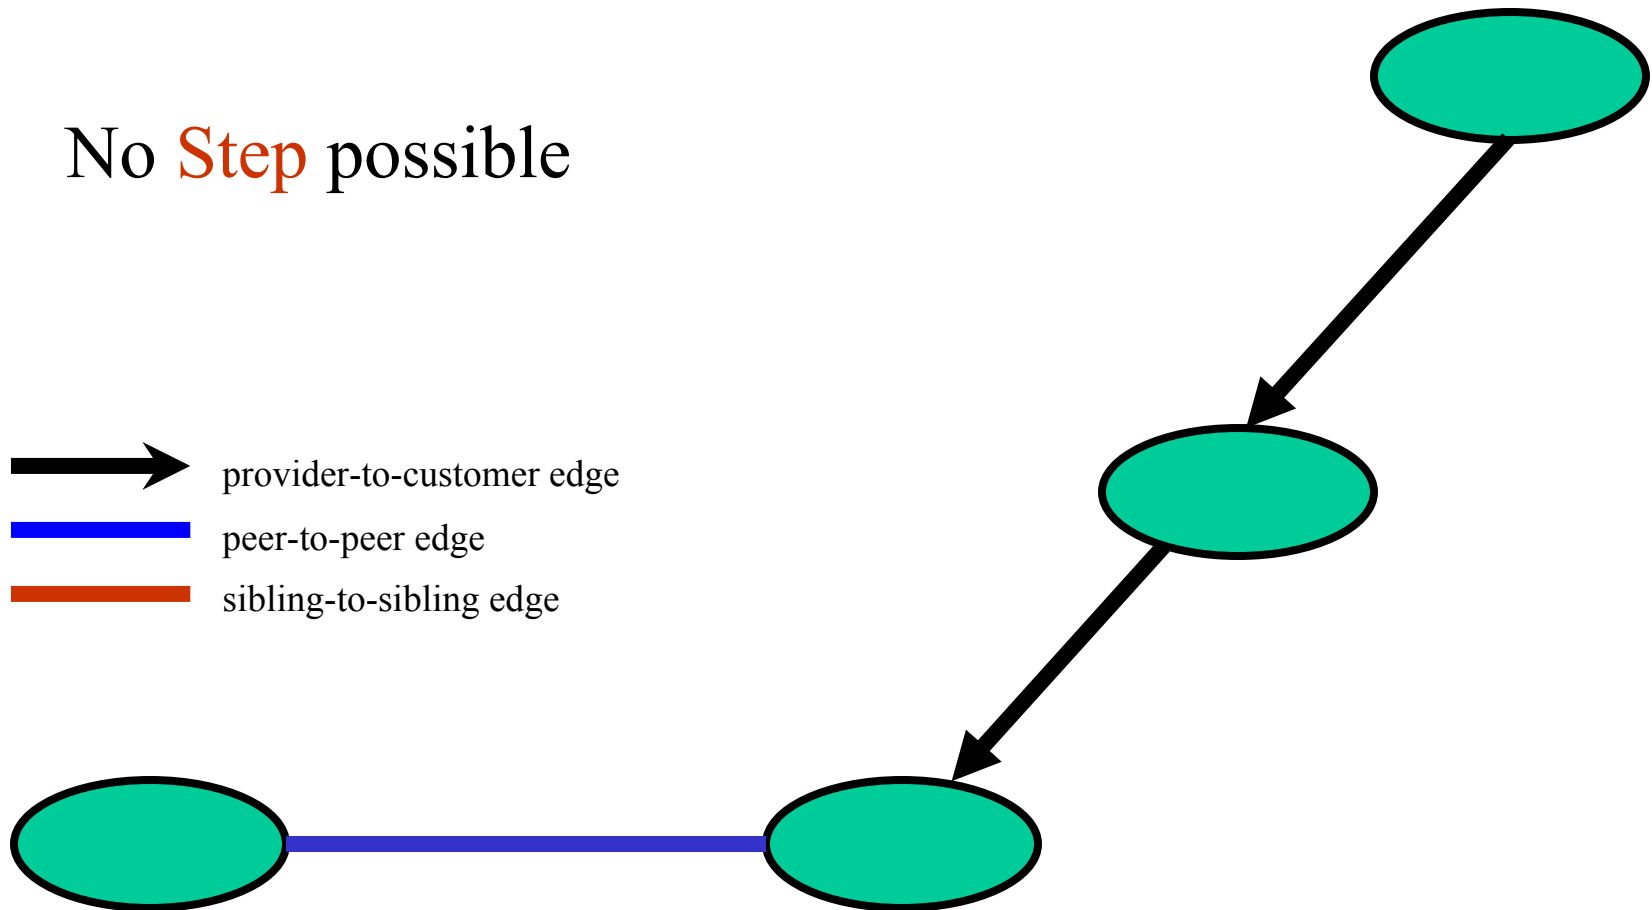 No Step possible
provider-to-customer edge
peer-to-peer edge
sibling-to-sibling edge